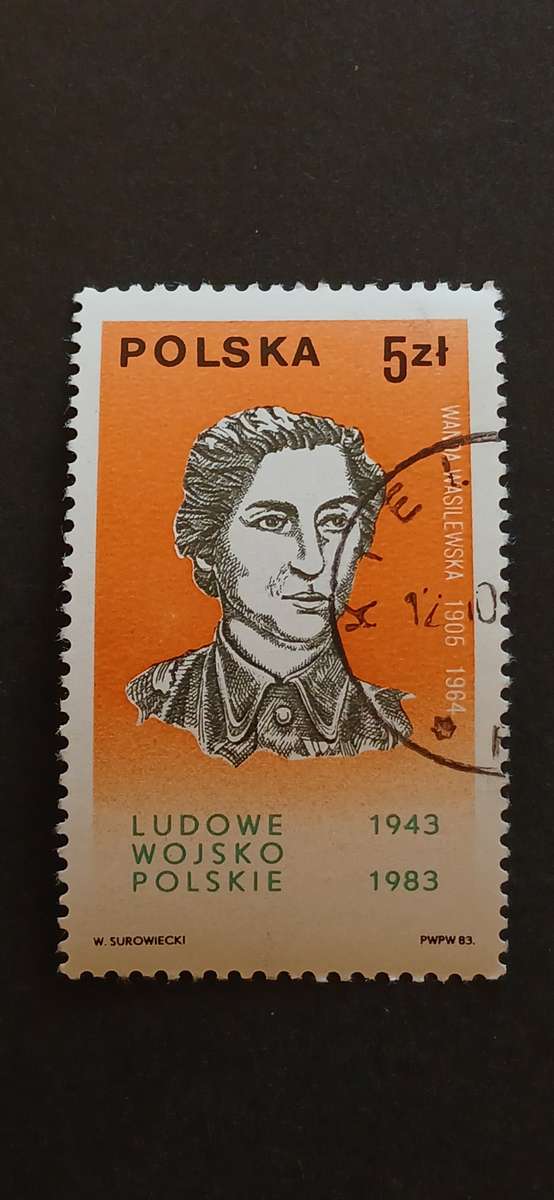 POLSKA 5zł
WANDA WASILEWSKA 1905 1964
LUDOWE 1943
WOJSKO
POLSKIE 1983
W. SUROWIECKI PWPW 83.